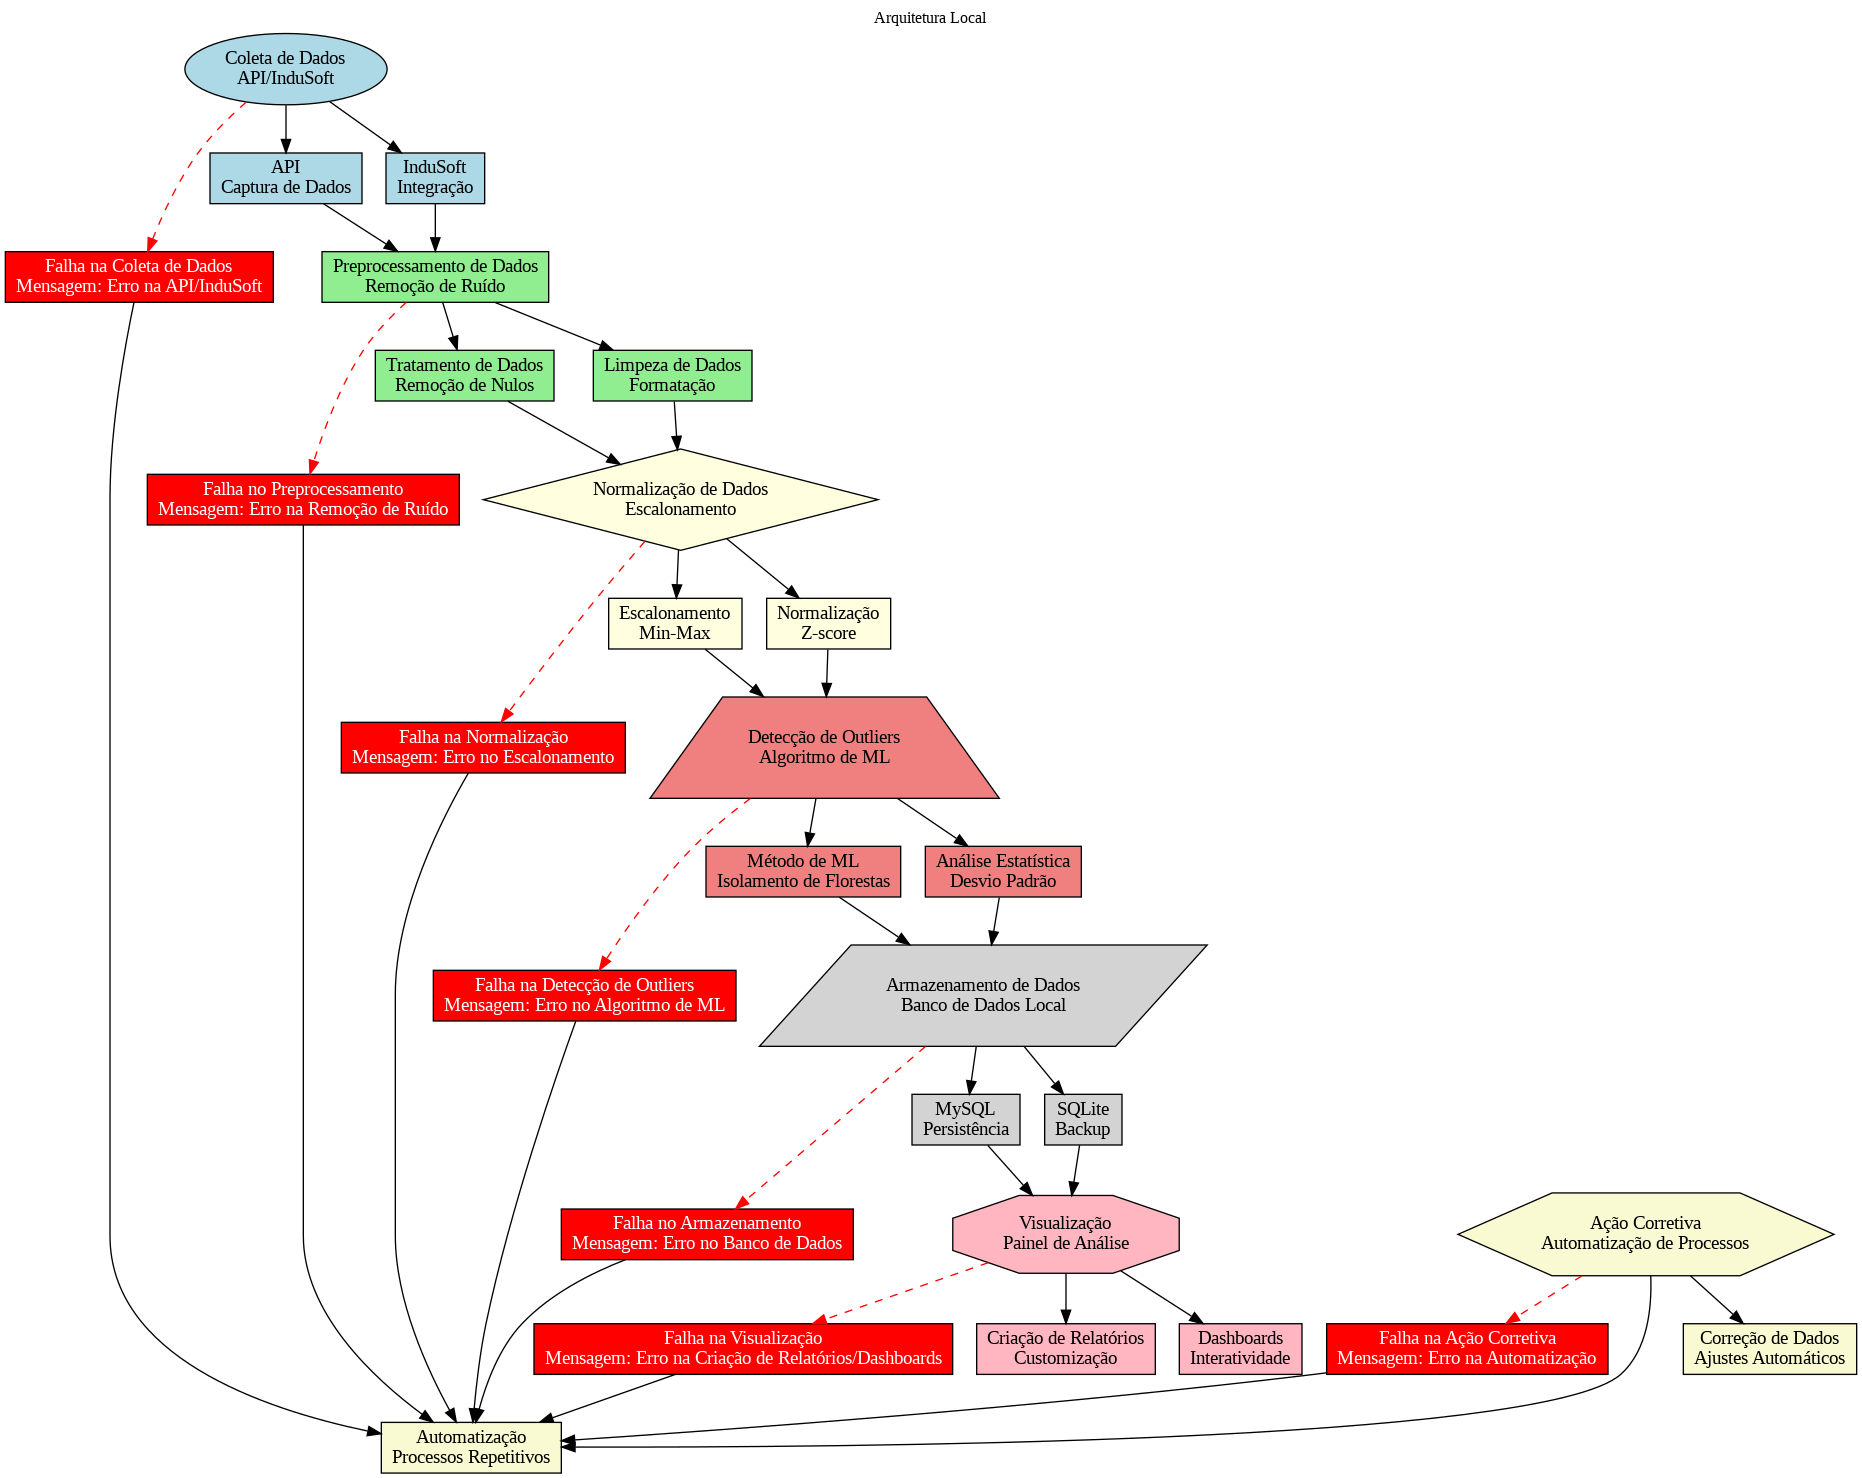 Arquitetura Local
Coleta de Dados
API/InduSoft
API
Captura de Dados
InduSoft
Integração
Falha na Coleta de Dados
Mensagem: Erro na API/InduSoft
Preprocessamento de Dados
Remoção de Ruído
Tratamento de Dados
Remoção de Nulos
Limpeza de Dados
Formatação
Falha no Preprocessamento
Mensagem: Erro na Remoção de Ruído
Normalização de Dados
Escalonamento
Escalonamento
Min-Max
Normalização
Z-score
Falha na Normalização
Mensagem: Erro no Escalonamento
Detecção de Outliers
Algoritmo de ML
Método de ML
Isolamento de Florestas
Análise Estatística
Desvio Padrão
Falha na Detecção de Outliers
Mensagem: Erro no Algoritmo de ML
Armazenamento de Dados
Banco de Dados Local
MySQL
Persistência
SQLite
Backup
Falha no Armazenamento
Mensagem: Erro no Banco de Dados
Visualização
Painel de Análise
Ação Corretiva
Automatização de Processos
Falha na Visualização
Mensagem: Erro na Criação de Relatórios/Dashboards
Criação de Relatórios
Customização
Dashboards
Interatividade
Falha na Ação Corretiva
Mensagem: Erro na Automatização
Correção de Dados
Ajustes Automáticos
Automatização
Processos Repetitivos